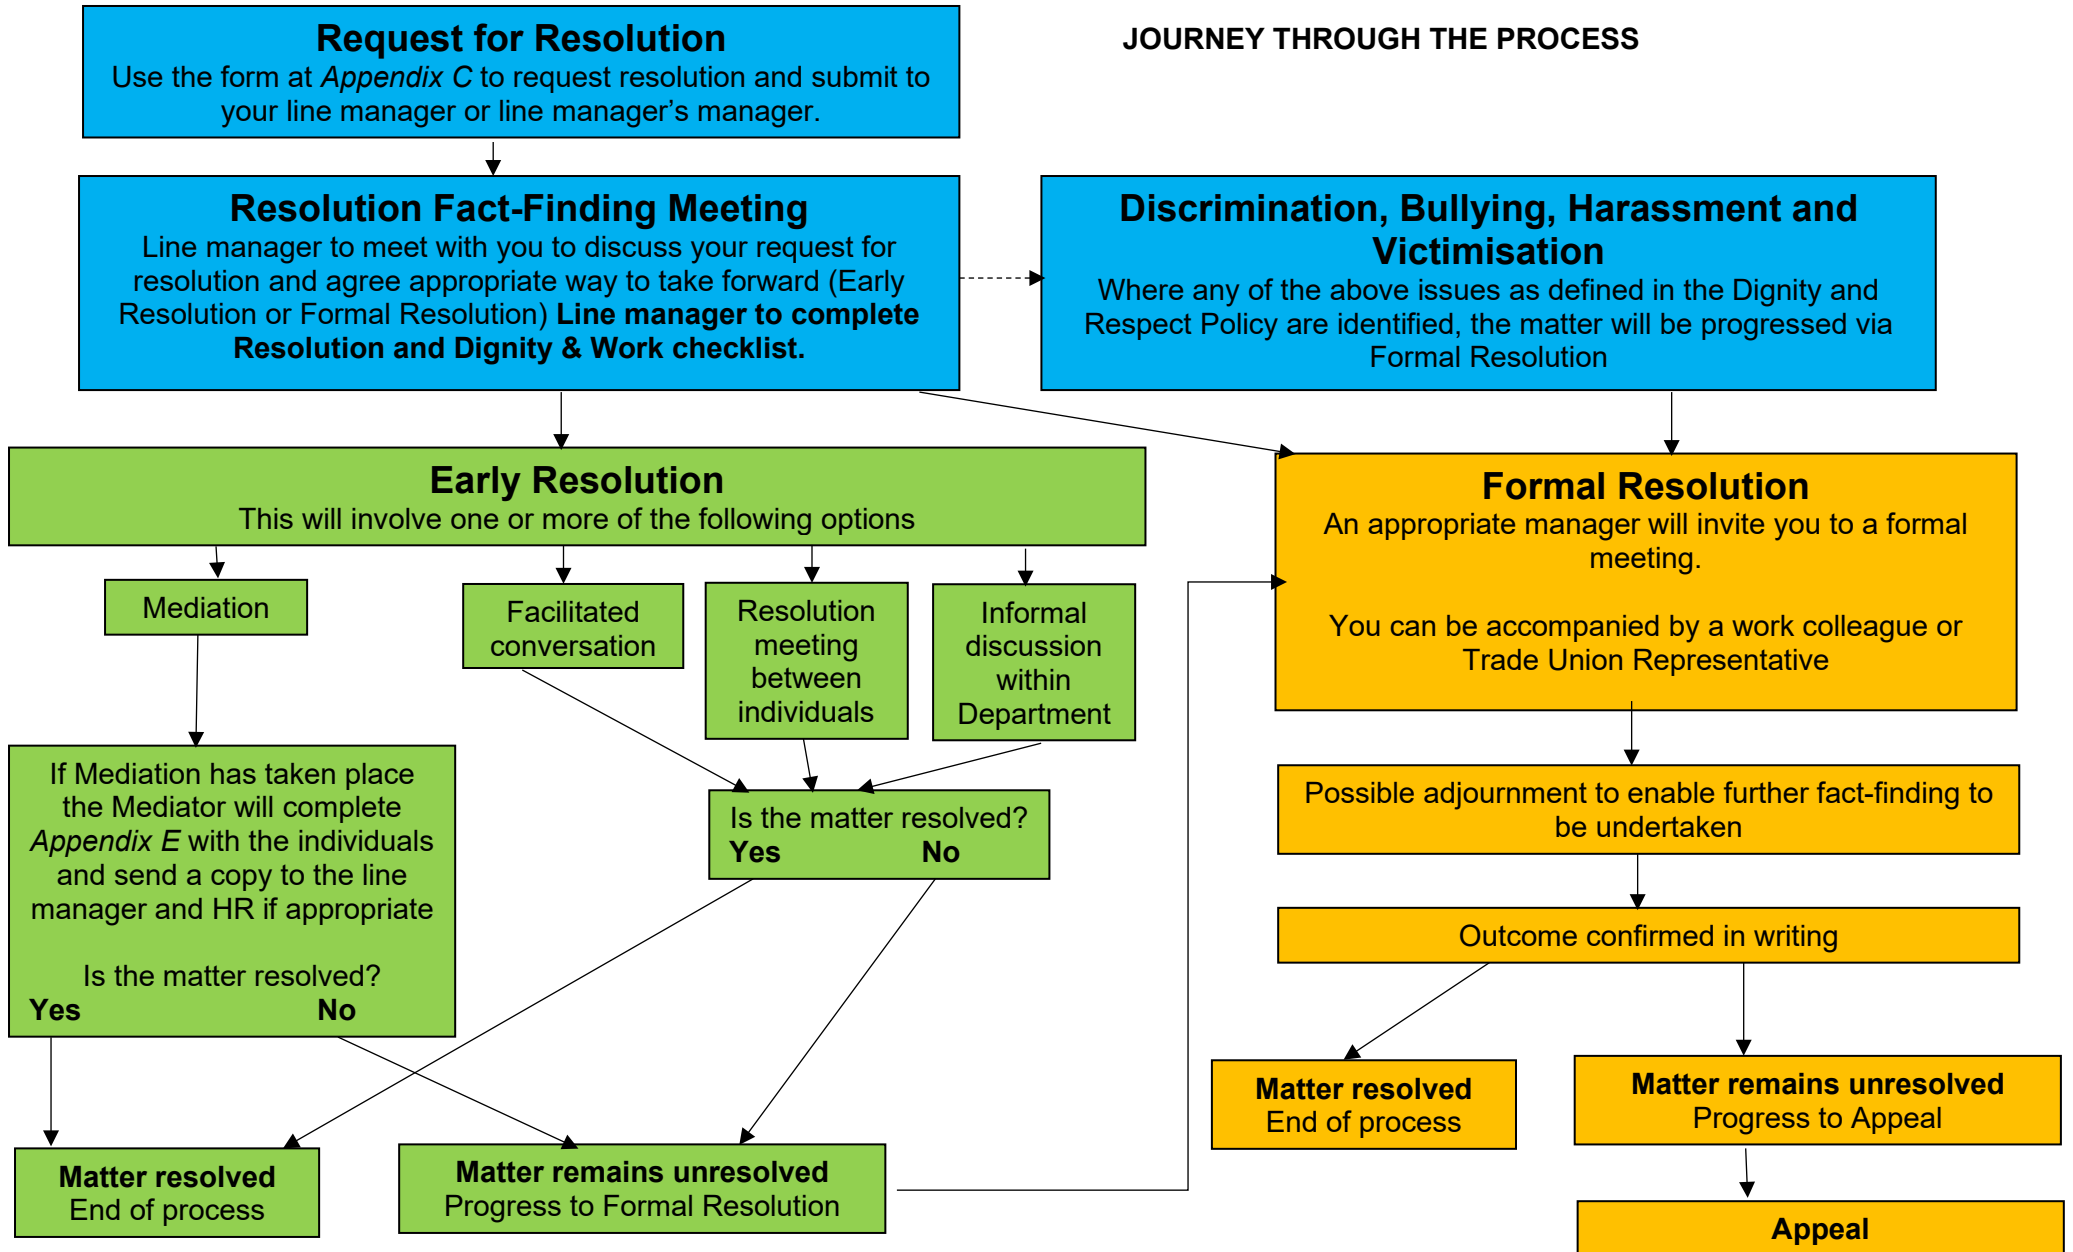 Request for Resolution
Use the form at Appendix C to request resolution and submit to
your line manager or line manager's manager.
JOURNEY THROUGH THE PROCESS
Resolution Fact-Finding Meeting
Line manager to meet with you to discuss your request for
resolution and agree appropriate way to take forward (Early
Resolution or Formal Resolution) Line manager to complete
Resolution and Dignity & Work checklist.
Discrimination, Bullying, Harassment and
Victimisation
Where any of the above issues as defined in the Dignity and
Respect Policy are identified, the matter will be progressed via
Formal Resolution
Early Resolution
This will involve one or more of the following options
Mediation
Facilitated
conversation
Resolution
meeting
between
individuals
Informal
discussion
within
Department
If Mediation has taken place
the Mediator will complete
Appendix E with the individuals
and send a copy to the line
manager and HR if appropriate
Is the matter resolved?
Yes No
Is the matter resolved?
Yes No
Matter resolved
End of process
Matter remains unresolved
Progress to Formal Resolution
Formal Resolution
An appropriate manager will invite you to a formal
meeting.
You can be accompanied by a work colleague or
Trade Union Representative
Possible adjournment to enable further fact-finding to
be undertaken
Outcome confirmed in writing
Matter resolved
End of process
Matter remains unresolved
Progress to Appeal
Appeal